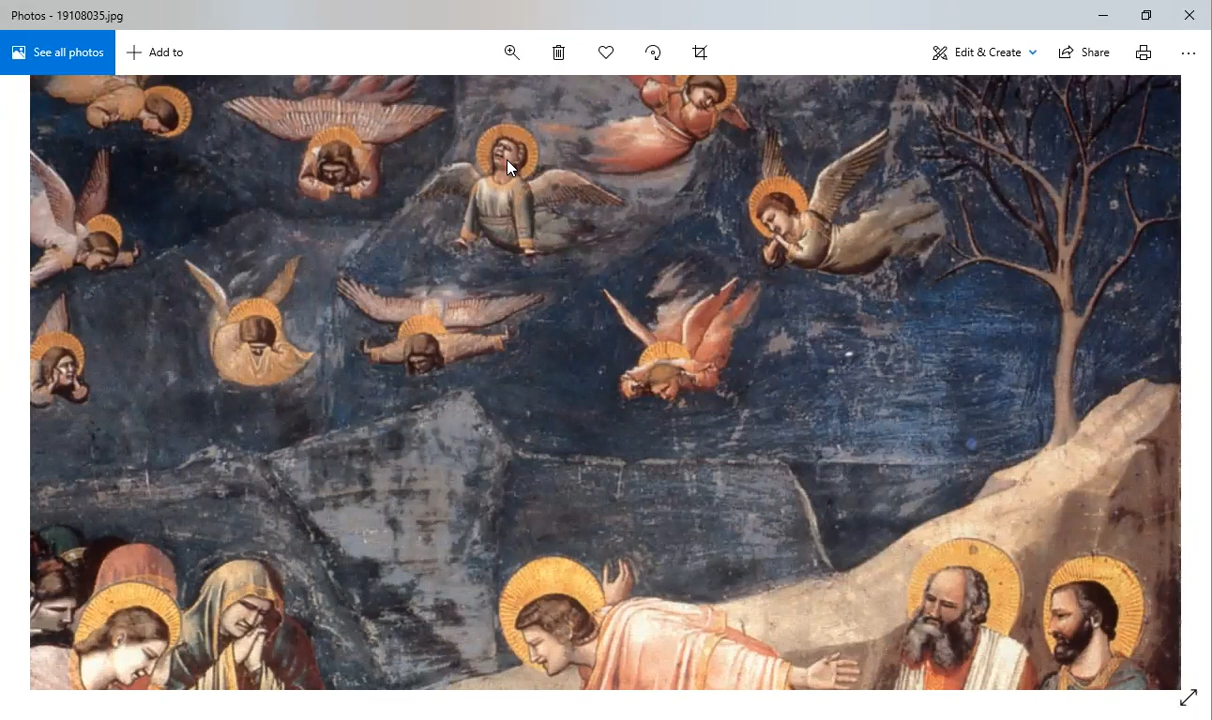 Photos - 19108035.jpg
See all photos
Add to
Edit & Create
Share